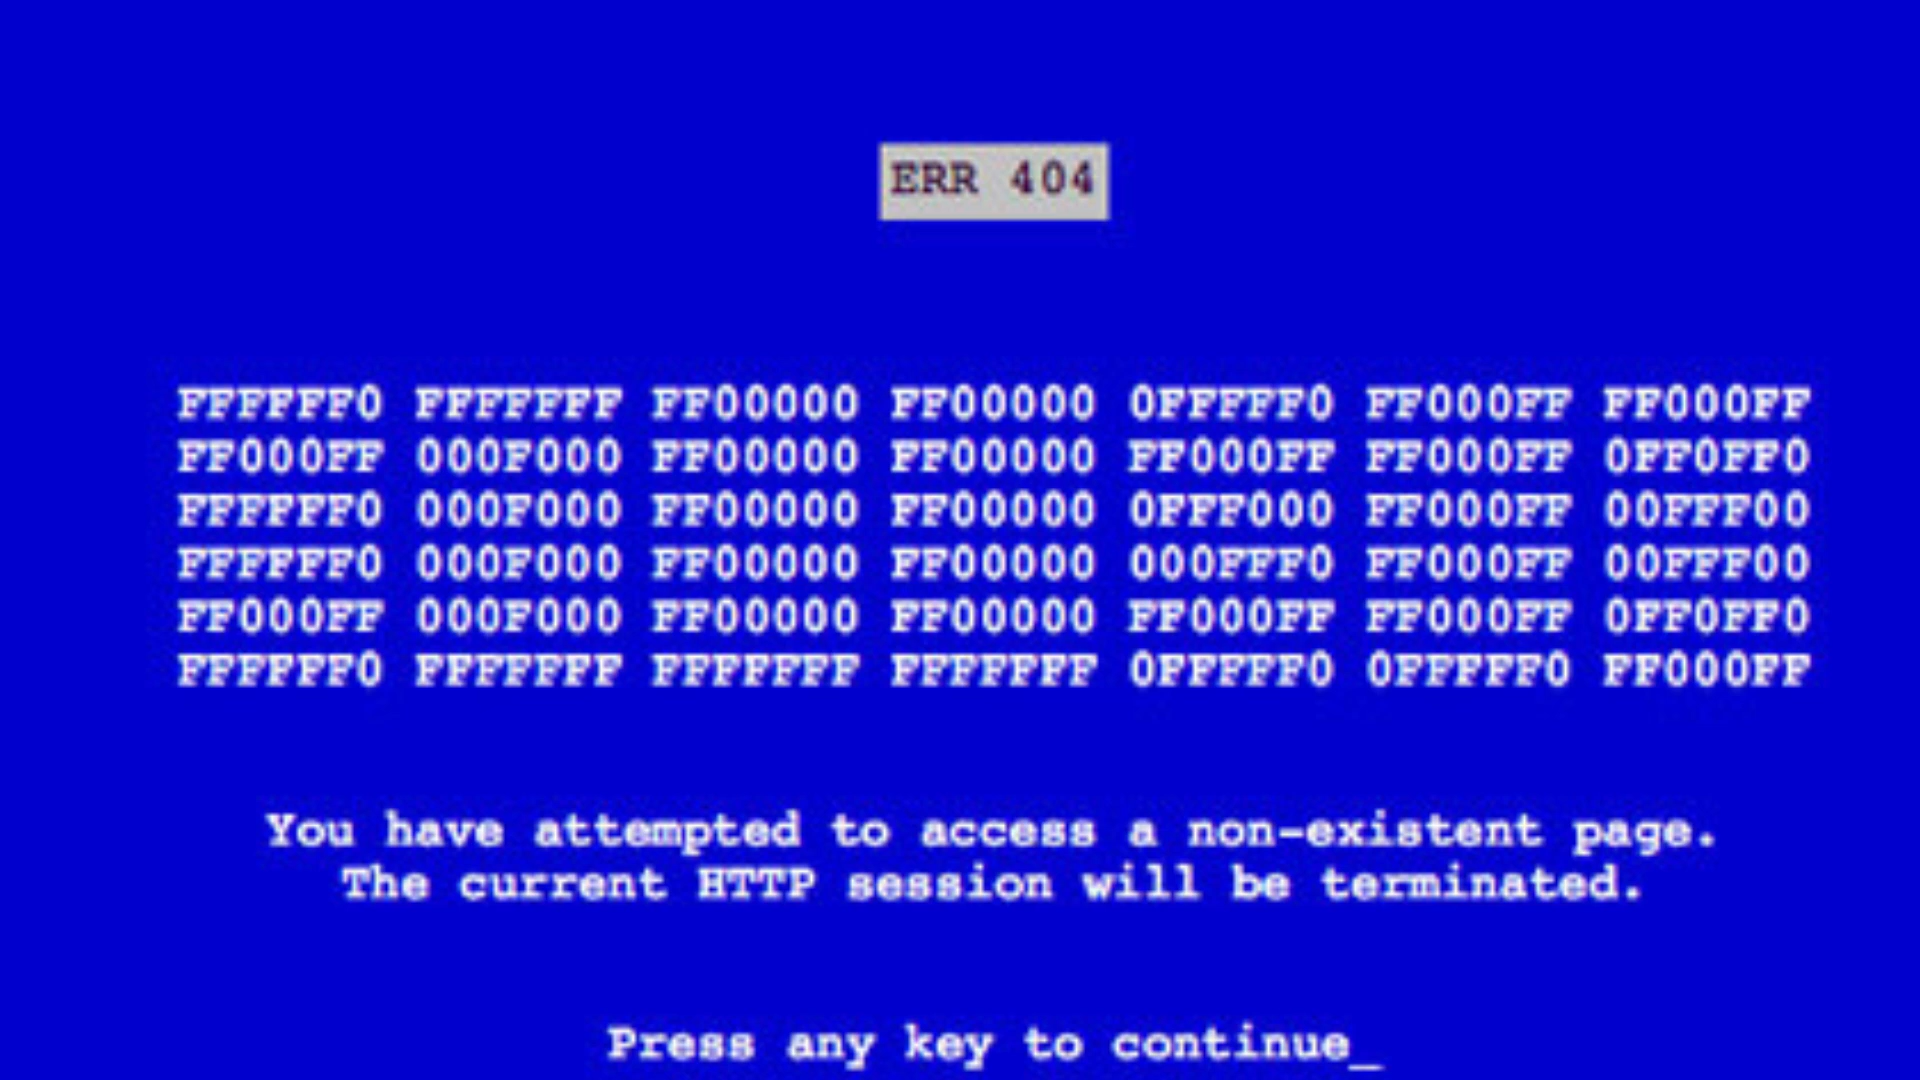 ERR 404
FFFFFF0 FFFFFFF FF00000 FF00000 0FFFFF0 FF000FF FF000FF
FF000FF 000F000 FF00000 FF00000 FF000FF FF000FF 0FF0FF0
FFFFFF0 000F000 FF00000 FF00000 0FFF000 FF000FF 00FFF00
FFFFFF0 000F000 FF00000 FF00000 000FFF0 FF000FF 00FFF00
FF000FF 000F000 FF00000 FF00000 FF000FF FF000FF 0FF0FF0
FFFFFF0 FFFFFFF FFFFFFF FFFFFFF 0FFFFF0 0FFFFF0 FF000FF
You have attempted to access a non-existent page.
The current HTTP session will be terminated.
Press any key to continue_